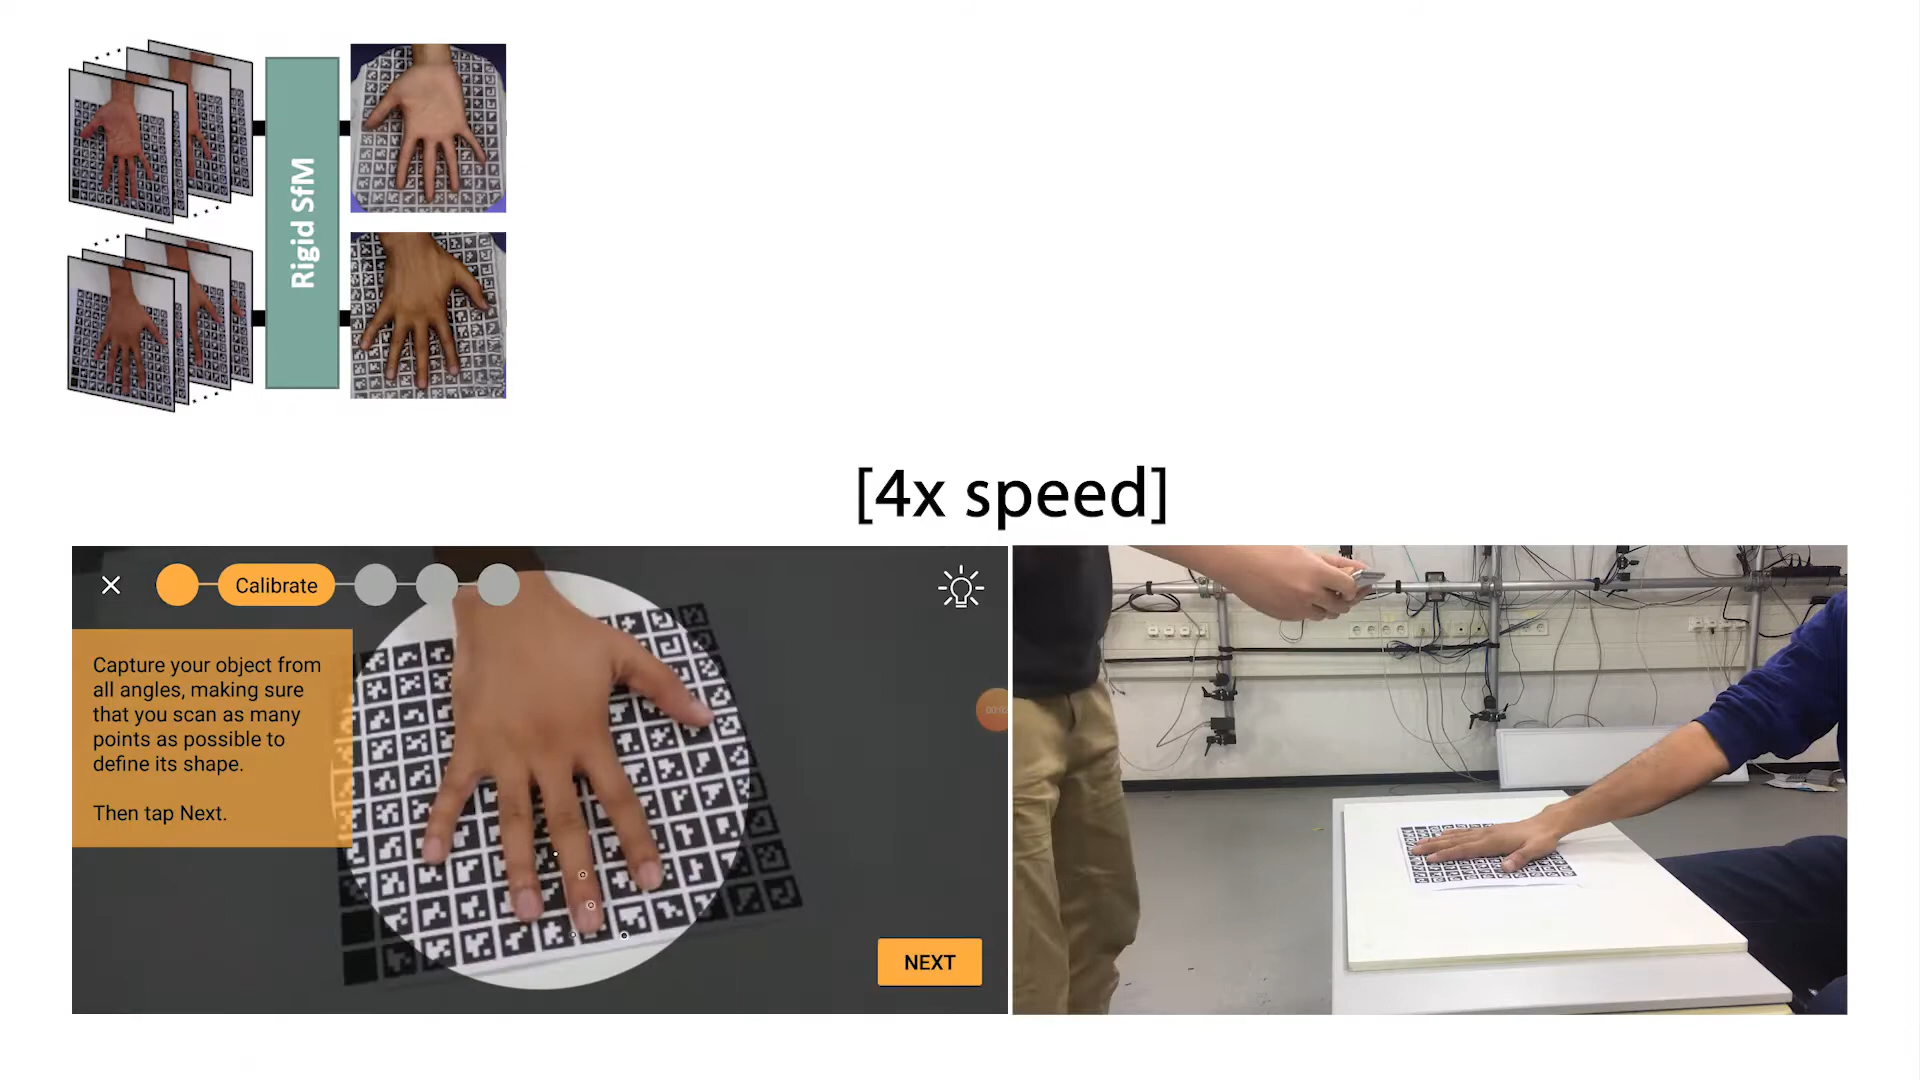 Rigid SfM
[4x speed]
Calibrate
Capture your object from
all angles, making sure
that you scan as many
points as possible to
define its shape.
Then tap Next.
NEXT